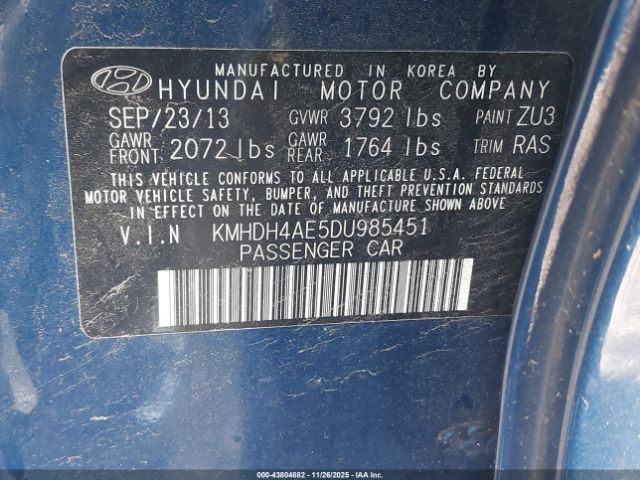 MANUFACTURED IN KOREA BY
HYUNDAI MOTOR COMPANY
SEP/23/13 GVWR 3792 lbs PAINT ZU3
GAWR FRONT 2072 lbs GAWR REAR 1764 lbs TRIM RAS
THIS VEHICLE CONFORMS TO ALL APPLICABLE U.S.A. FEDERAL
MOTOR VEHICLE SAFETY, BUMPER, AND THEFT PREVENTION STANDARDS
IN EFFECT ON THE DATE OF MANUFACTURE SHOWN ABOVE
V.I.N KMHDH4AE5DU985451
PASSENGER CAR
000-43804882 - 11/26/2025 - IAAI.COM